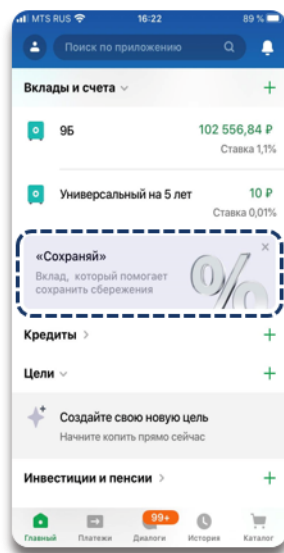 MTS RUS 16:22 89 %
Поиск по приложению
Вклады и счета
9Б 102 556,84 ₽
Ставка 1,1%
Универсальный на 5 лет 10 ₽
Ставка 0,01%
«Сохраняй»
Вклад, который помогает
сохранить сбережения
%
Кредиты
Цели
Создайте свою новую цель
Начните копить прямо сейчас
Инвестиции и пенсии
99+
Главный Платежи Диалоги История Каталог